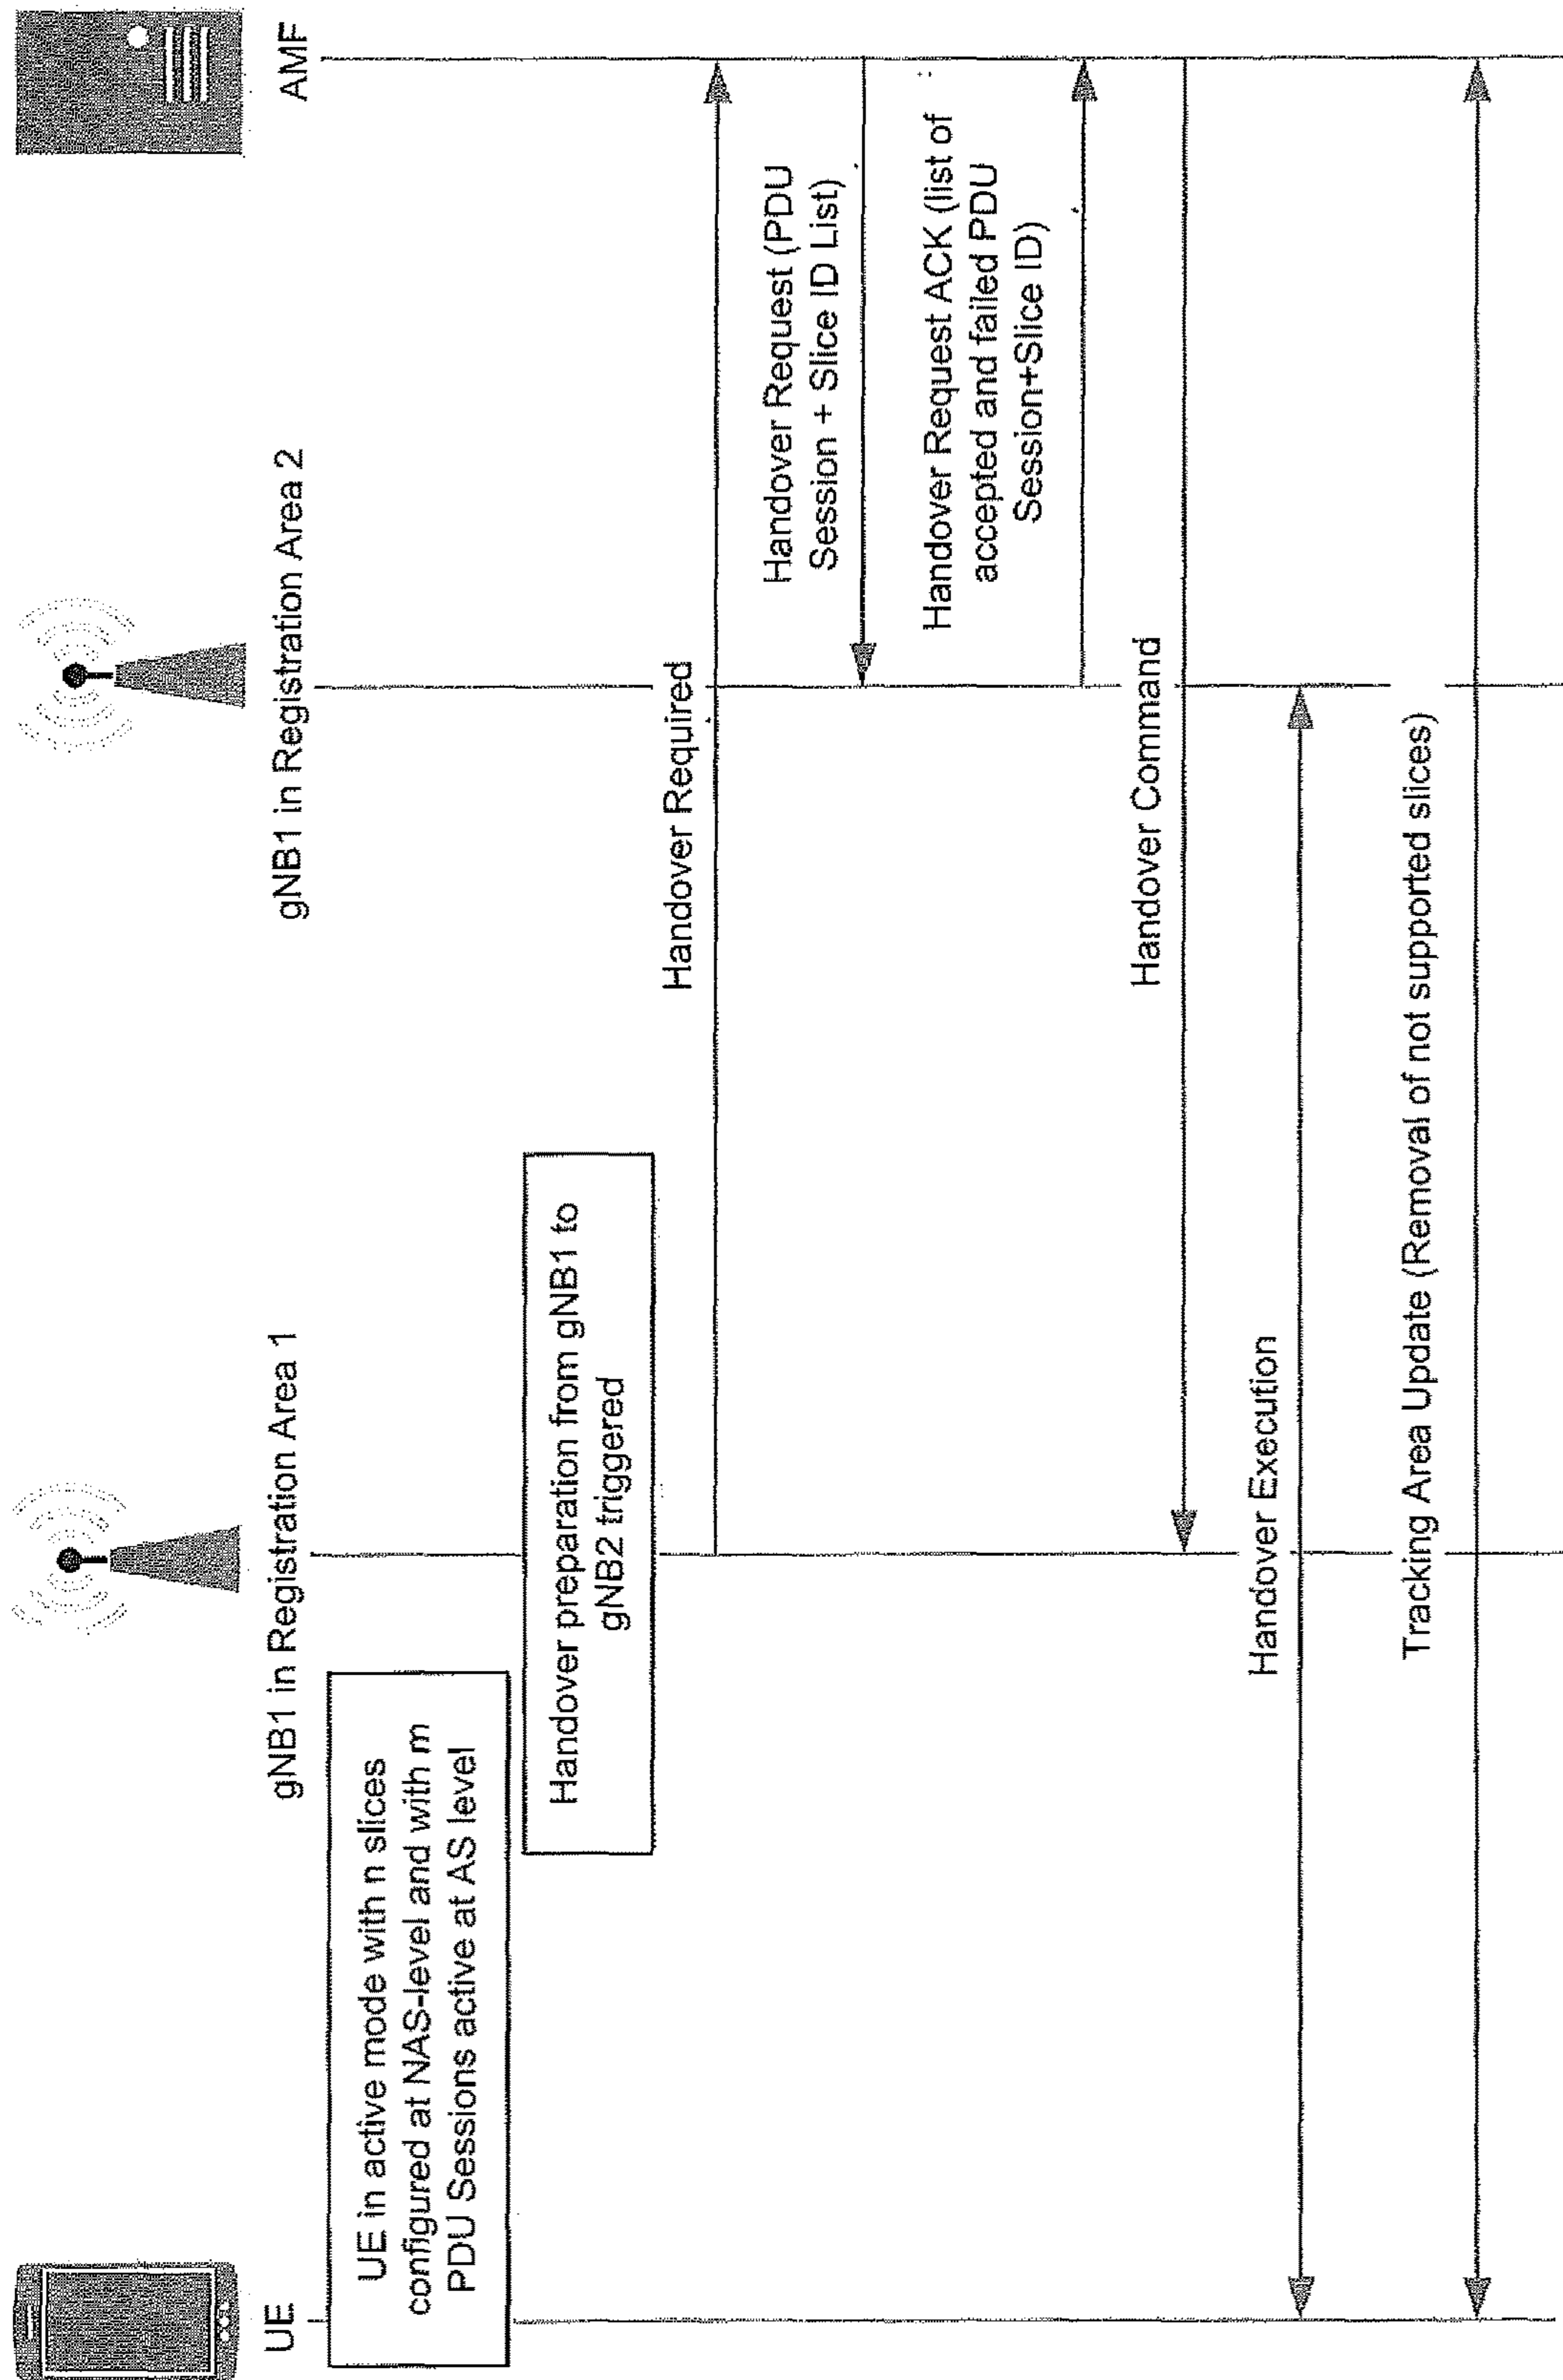 UE
gNB1 in Registration Area 1
gNB1 in Registration Area 2
AMF
UE in active mode with n slices
configured at NAS-level and with m
PDU Sessions active at AS level
Handover preparation from gNB1 to
gNB2 triggered
Handover Required
Handover Request (PDU
Session + Slice ID List)
Handover Request ACK (list of
accepted and failed PDU
Session+Slice ID)
Handover Command
Handover Execution
Tracking Area Update (Removal of not supported slices)